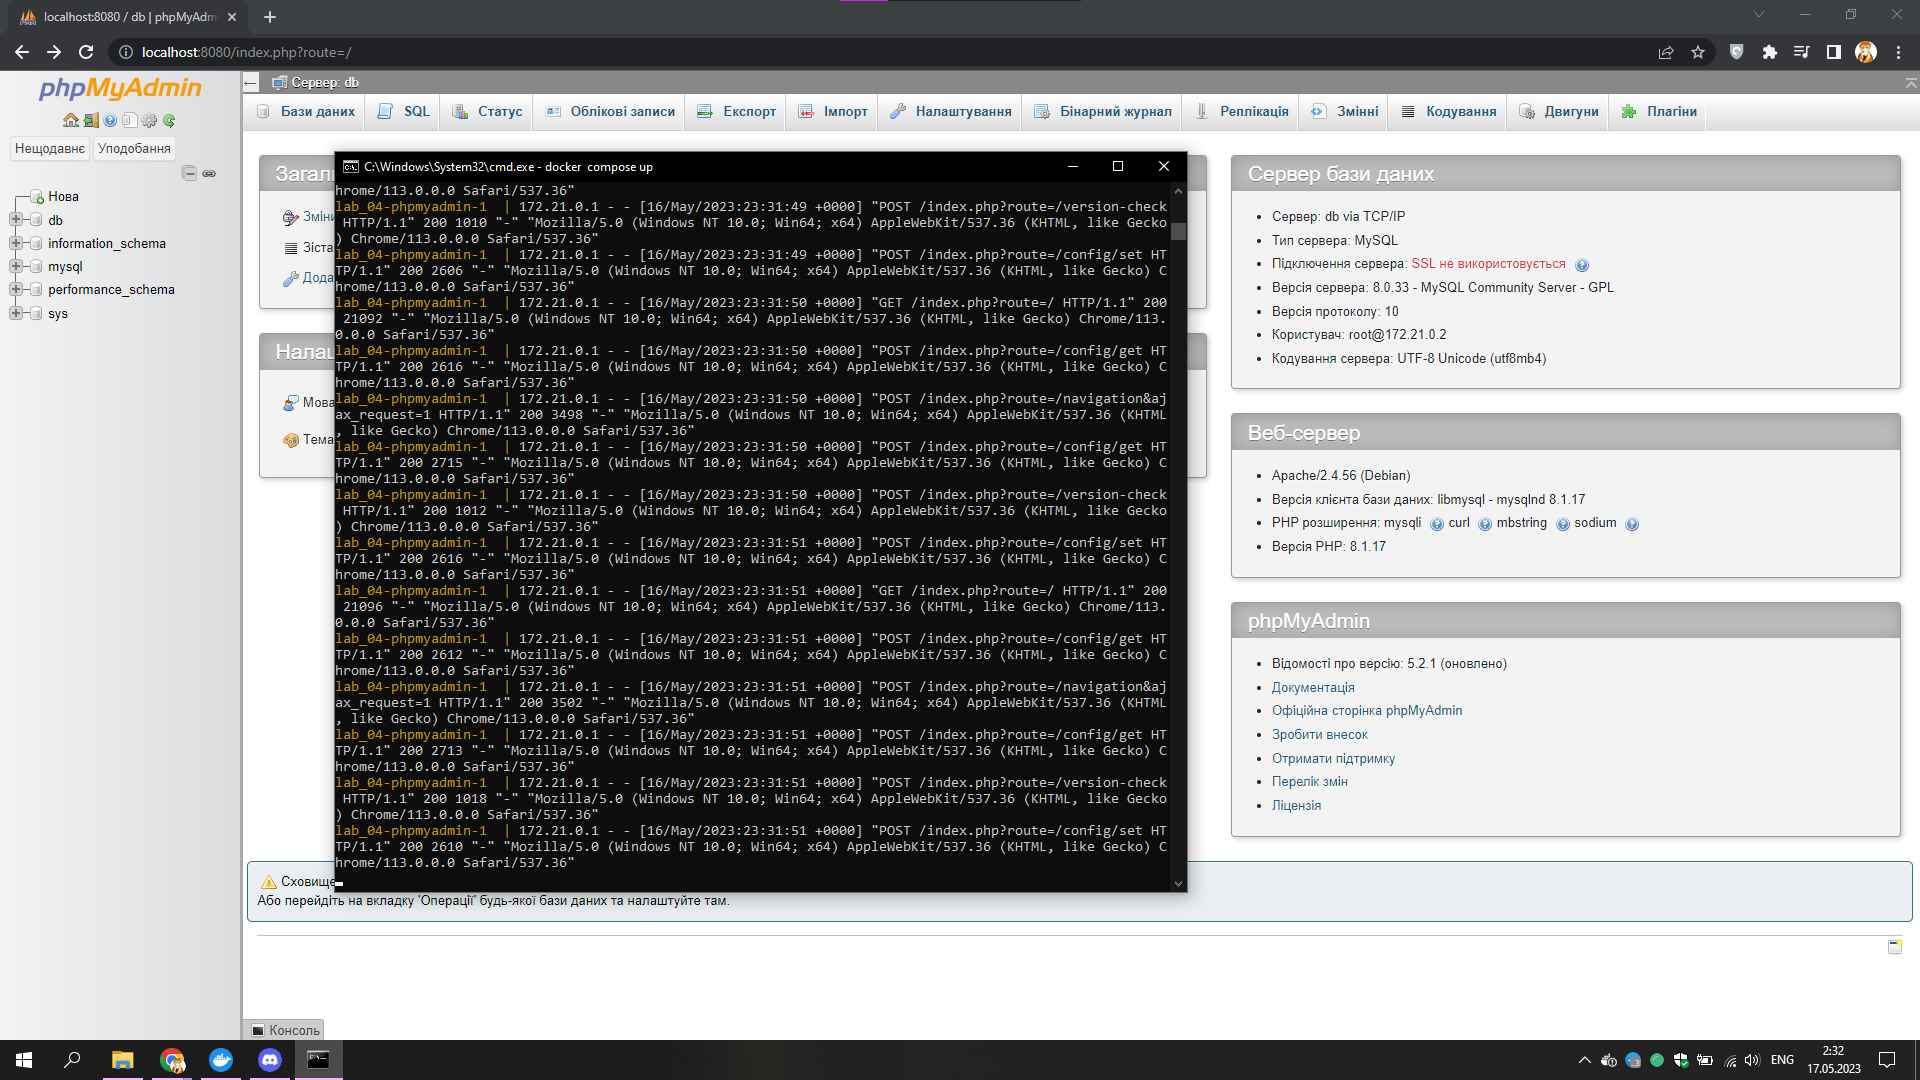 localhost:8080 / db | phpMyAdm
localhost:8080/index.php?route=/
phpMyAdmin
Нещодавнє Уподобання
Нова
db
information_schema
mysql
performance_schema
sys
Сервер: db
Бази даних SQL Статус Облікові записи Експорт Імпорт Налаштування Бінарний журнал Реплікація Змінні Кодування Двигуни Плагіни
Загалі
Зміни
Зіста
Дода
Налаш
Мова
Тема
C:\Windows\System32\cmd.exe - docker compose up
hrome/113.0.0.0 Safari/537.36"
lab_04-phpmyadmin-1  | 172.21.0.1 - - [16/May/2023:23:31:49 +0000] "POST /index.php?route=/version-check
 HTTP/1.1" 200 1010 "-" "Mozilla/5.0 (Windows NT 10.0; Win64; x64) AppleWebKit/537.36 (KHTML, like Gecko
) Chrome/113.0.0.0 Safari/537.36"
lab_04-phpmyadmin-1  | 172.21.0.1 - - [16/May/2023:23:31:49 +0000] "POST /index.php?route=/config/set HT
TP/1.1" 200 2606 "-" "Mozilla/5.0 (Windows NT 10.0; Win64; x64) AppleWebKit/537.36 (KHTML, like Gecko) C
hrome/113.0.0.0 Safari/537.36"
lab_04-phpmyadmin-1  | 172.21.0.1 - - [16/May/2023:23:31:50 +0000] "GET /index.php?route=/ HTTP/1.1" 200
 21092 "-" "Mozilla/5.0 (Windows NT 10.0; Win64; x64) AppleWebKit/537.36 (KHTML, like Gecko) Chrome/113.
0.0.0 Safari/537.36"
lab_04-phpmyadmin-1  | 172.21.0.1 - - [16/May/2023:23:31:50 +0000] "POST /index.php?route=/config/get HT
TP/1.1" 200 2616 "-" "Mozilla/5.0 (Windows NT 10.0; Win64; x64) AppleWebKit/537.36 (KHTML, like Gecko) C
hrome/113.0.0.0 Safari/537.36"
lab_04-phpmyadmin-1  | 172.21.0.1 - - [16/May/2023:23:31:50 +0000] "POST /index.php?route=/navigation&aj
ax_request=1 HTTP/1.1" 200 3498 "-" "Mozilla/5.0 (Windows NT 10.0; Win64; x64) AppleWebKit/537.36 (KHTML
, like Gecko) Chrome/113.0.0.0 Safari/537.36"
lab_04-phpmyadmin-1  | 172.21.0.1 - - [16/May/2023:23:31:50 +0000] "POST /index.php?route=/config/get HT
TP/1.1" 200 2715 "-" "Mozilla/5.0 (Windows NT 10.0; Win64; x64) AppleWebKit/537.36 (KHTML, like Gecko) C
hrome/113.0.0.0 Safari/537.36"
lab_04-phpmyadmin-1  | 172.21.0.1 - - [16/May/2023:23:31:50 +0000] "POST /index.php?route=/version-check
 HTTP/1.1" 200 1012 "-" "Mozilla/5.0 (Windows NT 10.0; Win64; x64) AppleWebKit/537.36 (KHTML, like Gecko
) Chrome/113.0.0.0 Safari/537.36"
lab_04-phpmyadmin-1  | 172.21.0.1 - - [16/May/2023:23:31:51 +0000] "POST /index.php?route=/config/set HT
TP/1.1" 200 2616 "-" "Mozilla/5.0 (Windows NT 10.0; Win64; x64) AppleWebKit/537.36 (KHTML, like Gecko) C
hrome/113.0.0.0 Safari/537.36"
lab_04-phpmyadmin-1  | 172.21.0.1 - - [16/May/2023:23:31:51 +0000] "GET /index.php?route=/ HTTP/1.1" 200
 21096 "-" "Mozilla/5.0 (Windows NT 10.0; Win64; x64) AppleWebKit/537.36 (KHTML, like Gecko) Chrome/113.
0.0.0 Safari/537.36"
lab_04-phpmyadmin-1  | 172.21.0.1 - - [16/May/2023:23:31:51 +0000] "POST /index.php?route=/config/get HT
TP/1.1" 200 2612 "-" "Mozilla/5.0 (Windows NT 10.0; Win64; x64) AppleWebKit/537.36 (KHTML, like Gecko) C
hrome/113.0.0.0 Safari/537.36"
lab_04-phpmyadmin-1  | 172.21.0.1 - - [16/May/2023:23:31:51 +0000] "POST /index.php?route=/navigation&aj
ax_request=1 HTTP/1.1" 200 3502 "-" "Mozilla/5.0 (Windows NT 10.0; Win64; x64) AppleWebKit/537.36 (KHTML
, like Gecko) Chrome/113.0.0.0 Safari/537.36"
lab_04-phpmyadmin-1  | 172.21.0.1 - - [16/May/2023:23:31:51 +0000] "POST /index.php?route=/config/get HT
TP/1.1" 200 2713 "-" "Mozilla/5.0 (Windows NT 10.0; Win64; x64) AppleWebKit/537.36 (KHTML, like Gecko) C
hrome/113.0.0.0 Safari/537.36"
lab_04-phpmyadmin-1  | 172.21.0.1 - - [16/May/2023:23:31:51 +0000] "POST /index.php?route=/version-check
 HTTP/1.1" 200 1018 "-" "Mozilla/5.0 (Windows NT 10.0; Win64; x64) AppleWebKit/537.36 (KHTML, like Gecko
) Chrome/113.0.0.0 Safari/537.36"
lab_04-phpmyadmin-1  | 172.21.0.1 - - [16/May/2023:23:31:51 +0000] "POST /index.php?route=/config/set HT
TP/1.1" 200 2610 "-" "Mozilla/5.0 (Windows NT 10.0; Win64; x64) AppleWebKit/537.36 (KHTML, like Gecko) C
hrome/113.0.0.0 Safari/537.36"
Сервер бази даних
Сервер: db via TCP/IP
Тип сервера: MySQL
Підключення сервера: SSL не використовується
Версія сервера: 8.0.33 - MySQL Community Server - GPL
Версія протоколу: 10
Користувач: root@172.21.0.2
Кодування сервера: UTF-8 Unicode (utf8mb4)
Веб-сервер
Apache/2.4.56 (Debian)
Версія клієнта бази даних: libmysql - mysqlnd 8.1.17
PHP розширення: mysqli curl mbstring sodium
Версія PHP: 8.1.17
phpMyAdmin
Відомості про версію: 5.2.1 (оновлено)
Документація
Офіційна сторінка phpMyAdmin
Зробити внесок
Отримати підтримку
Перелік змін
Ліцензія
Сховище
Або перейдіть на вкладку 'Операції' будь-якої бази даних та налаштуйте там.
Консоль
ENG
2:32
17.05.2023